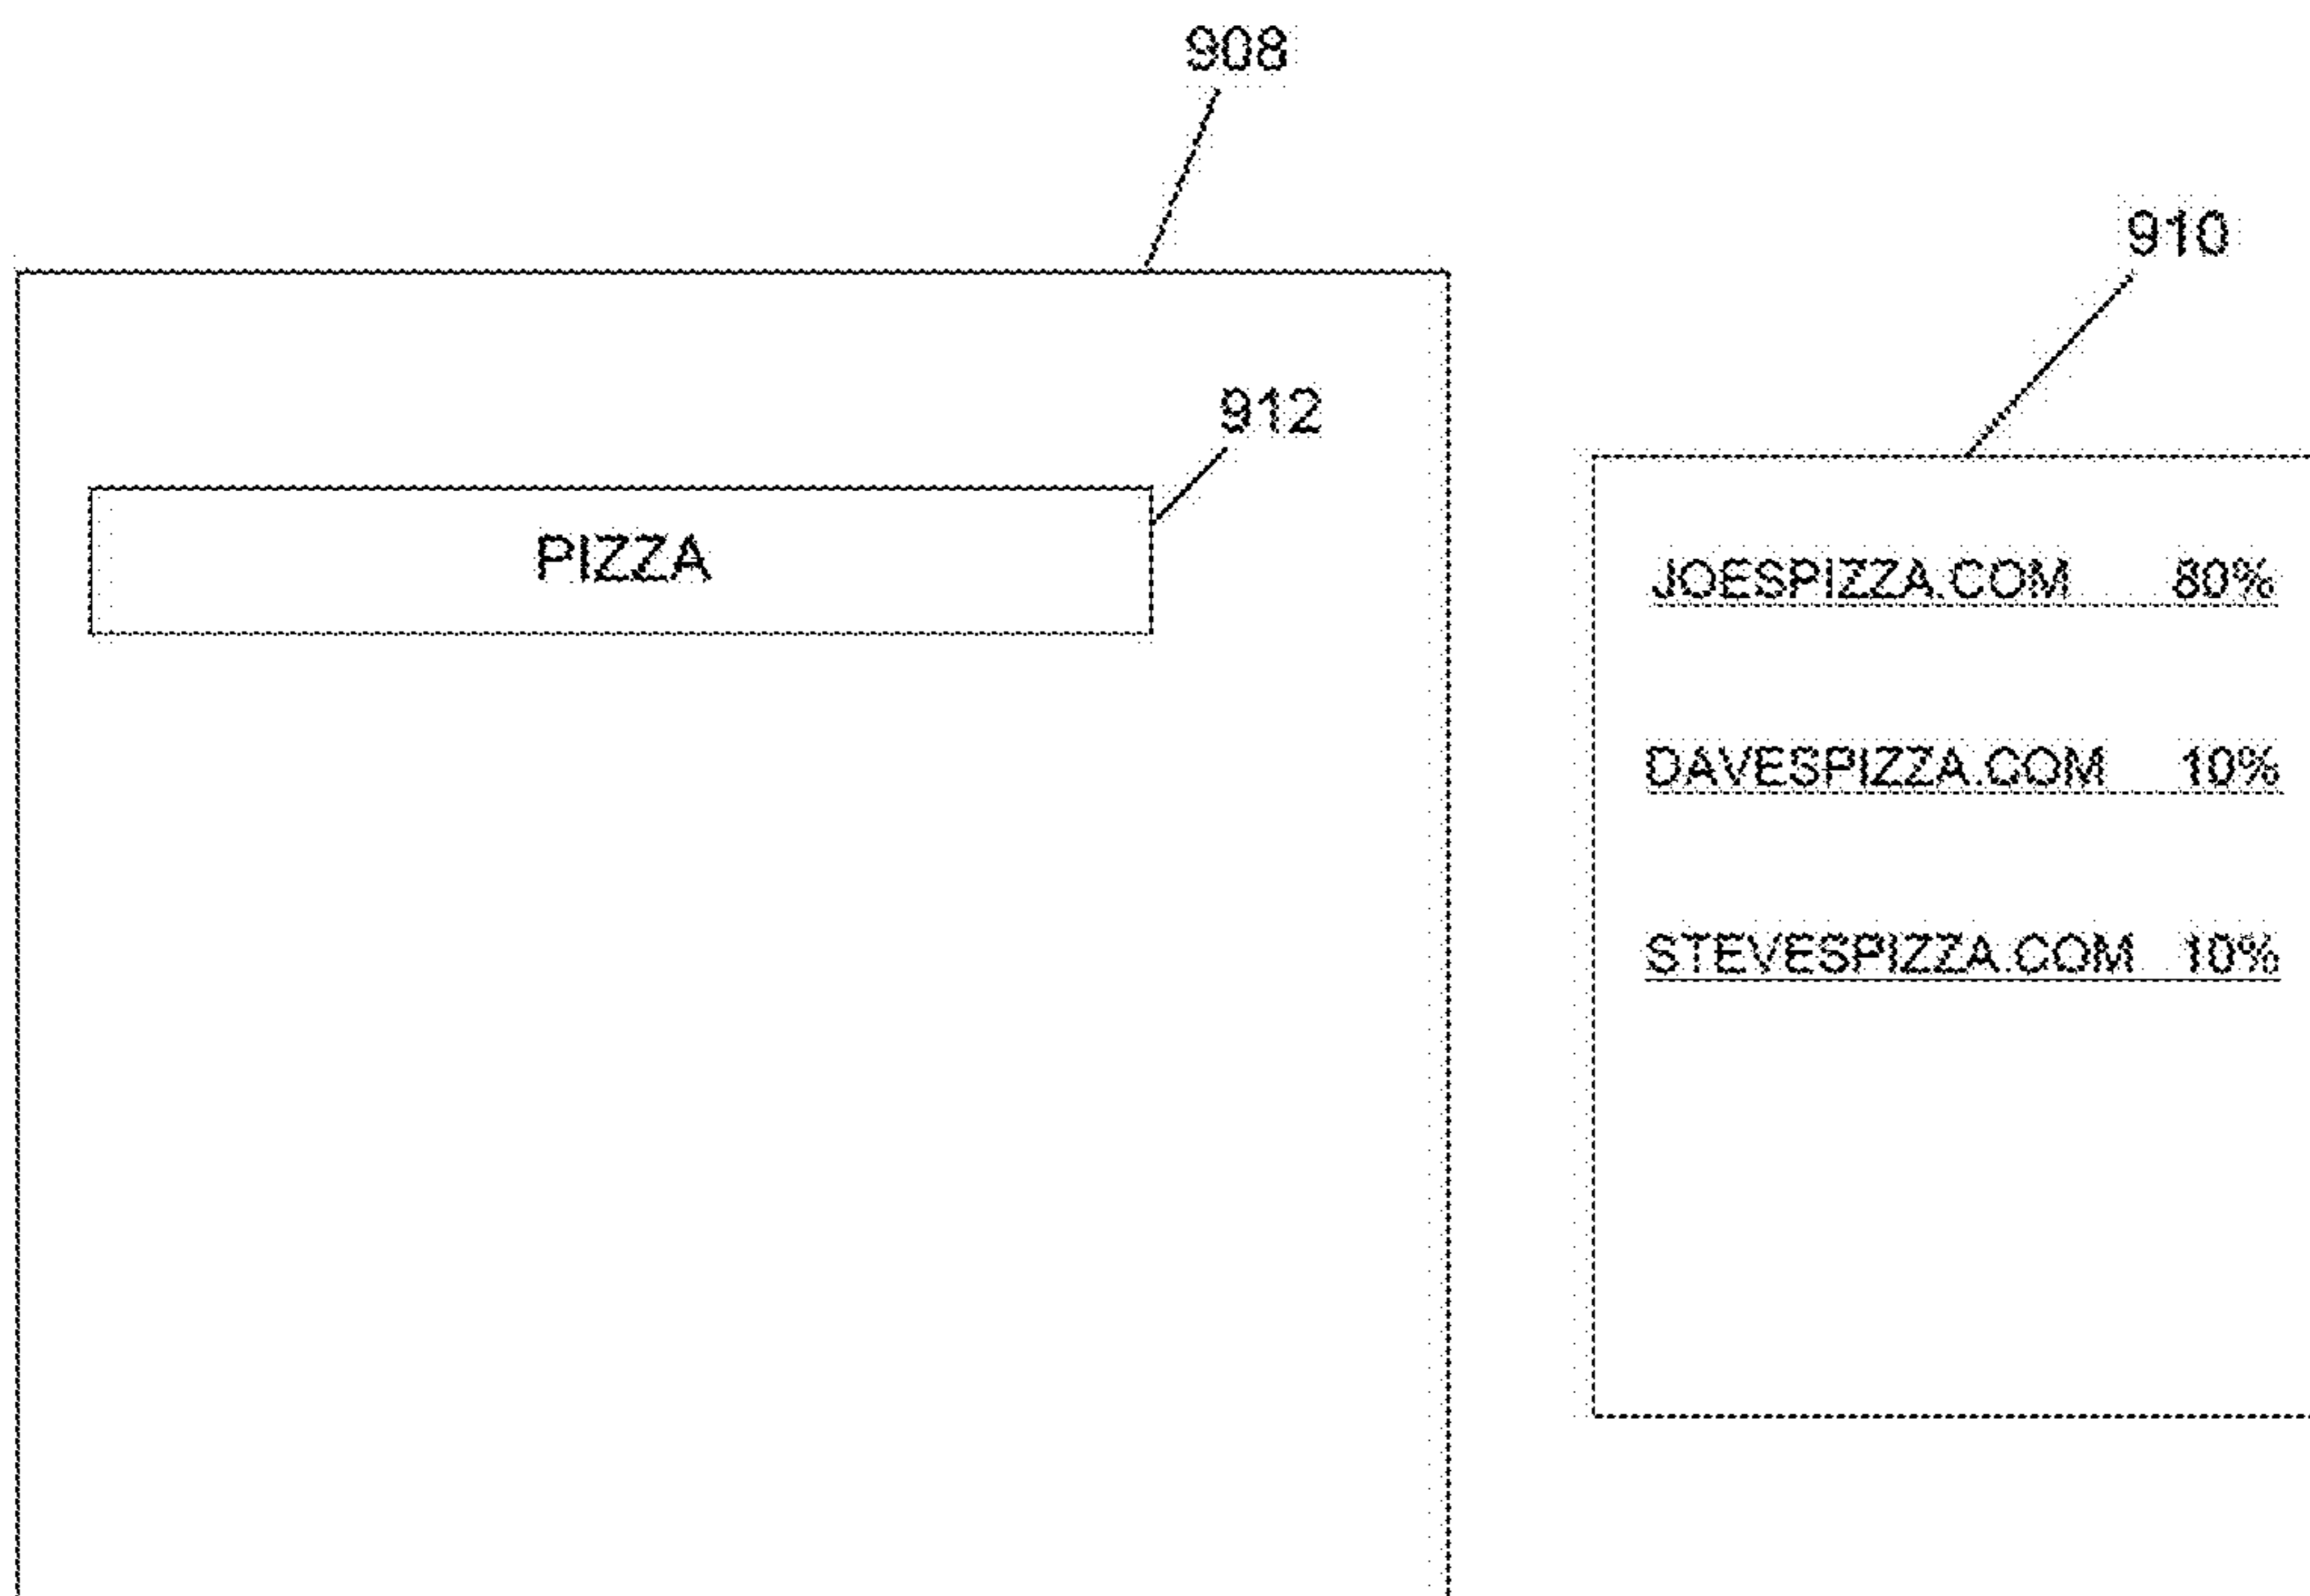 908
910
912
PIZZA
JOESPIZZA.COM 80%
DAVESPIZZA.COM 10%
STEVESPIZZA.COM 10%